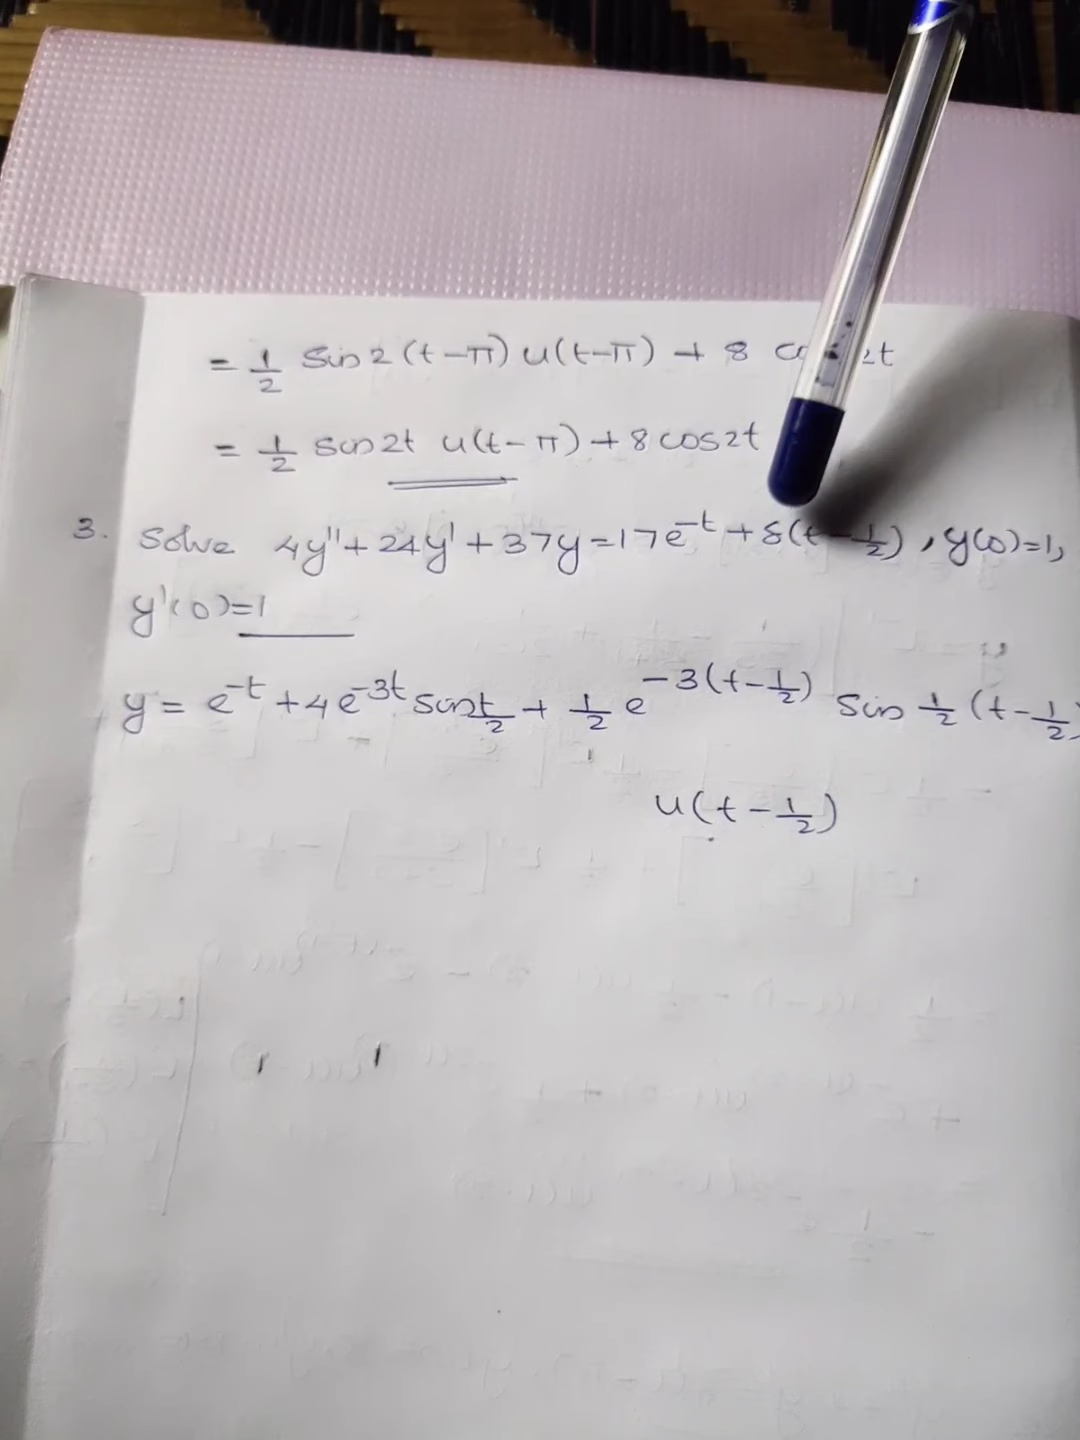 = 1/2 Sin 2 (t-π) u(t-π) + 8 2t
= 1/2 sin 2t u(t-π) + 8 cos2t
3. Solve 4y'' + 24y' + 37y = 17e^-t + δ(t-1/2), y(0)=1,
y'(0)=1
y = e^-t + 4e^-3t sin t/2 + 1/2 e^-3(t-1/2) Sin 1/2 (t-1/2)
u(t-1/2)